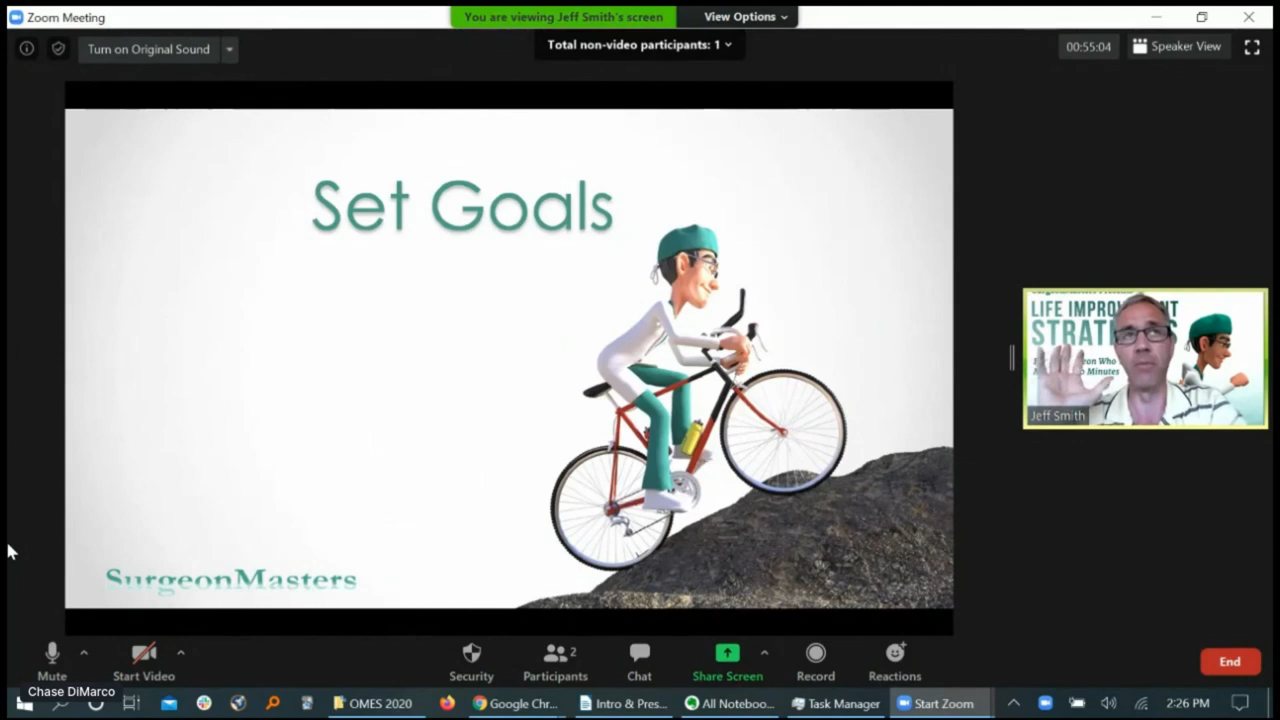 Zoom Meeting
You are viewing Jeff Smith's screen
View Options
Turn on Original Sound
Total non-video participants: 1
00:55:04
Speaker View
Set Goals
LIFE IMPROV
NT
STRAT
S
on Who
Minutes
Jeff Smith
SurgeonMasters
Mute
Start Video
Security
2
Participants
Chat
Share Screen
Record
Reactions
End
Chase DiMarco
OMES 2020
Google Chr...
Intro & Pres...
All Noteboo...
Task Manager
Start Zoom
2:26 PM